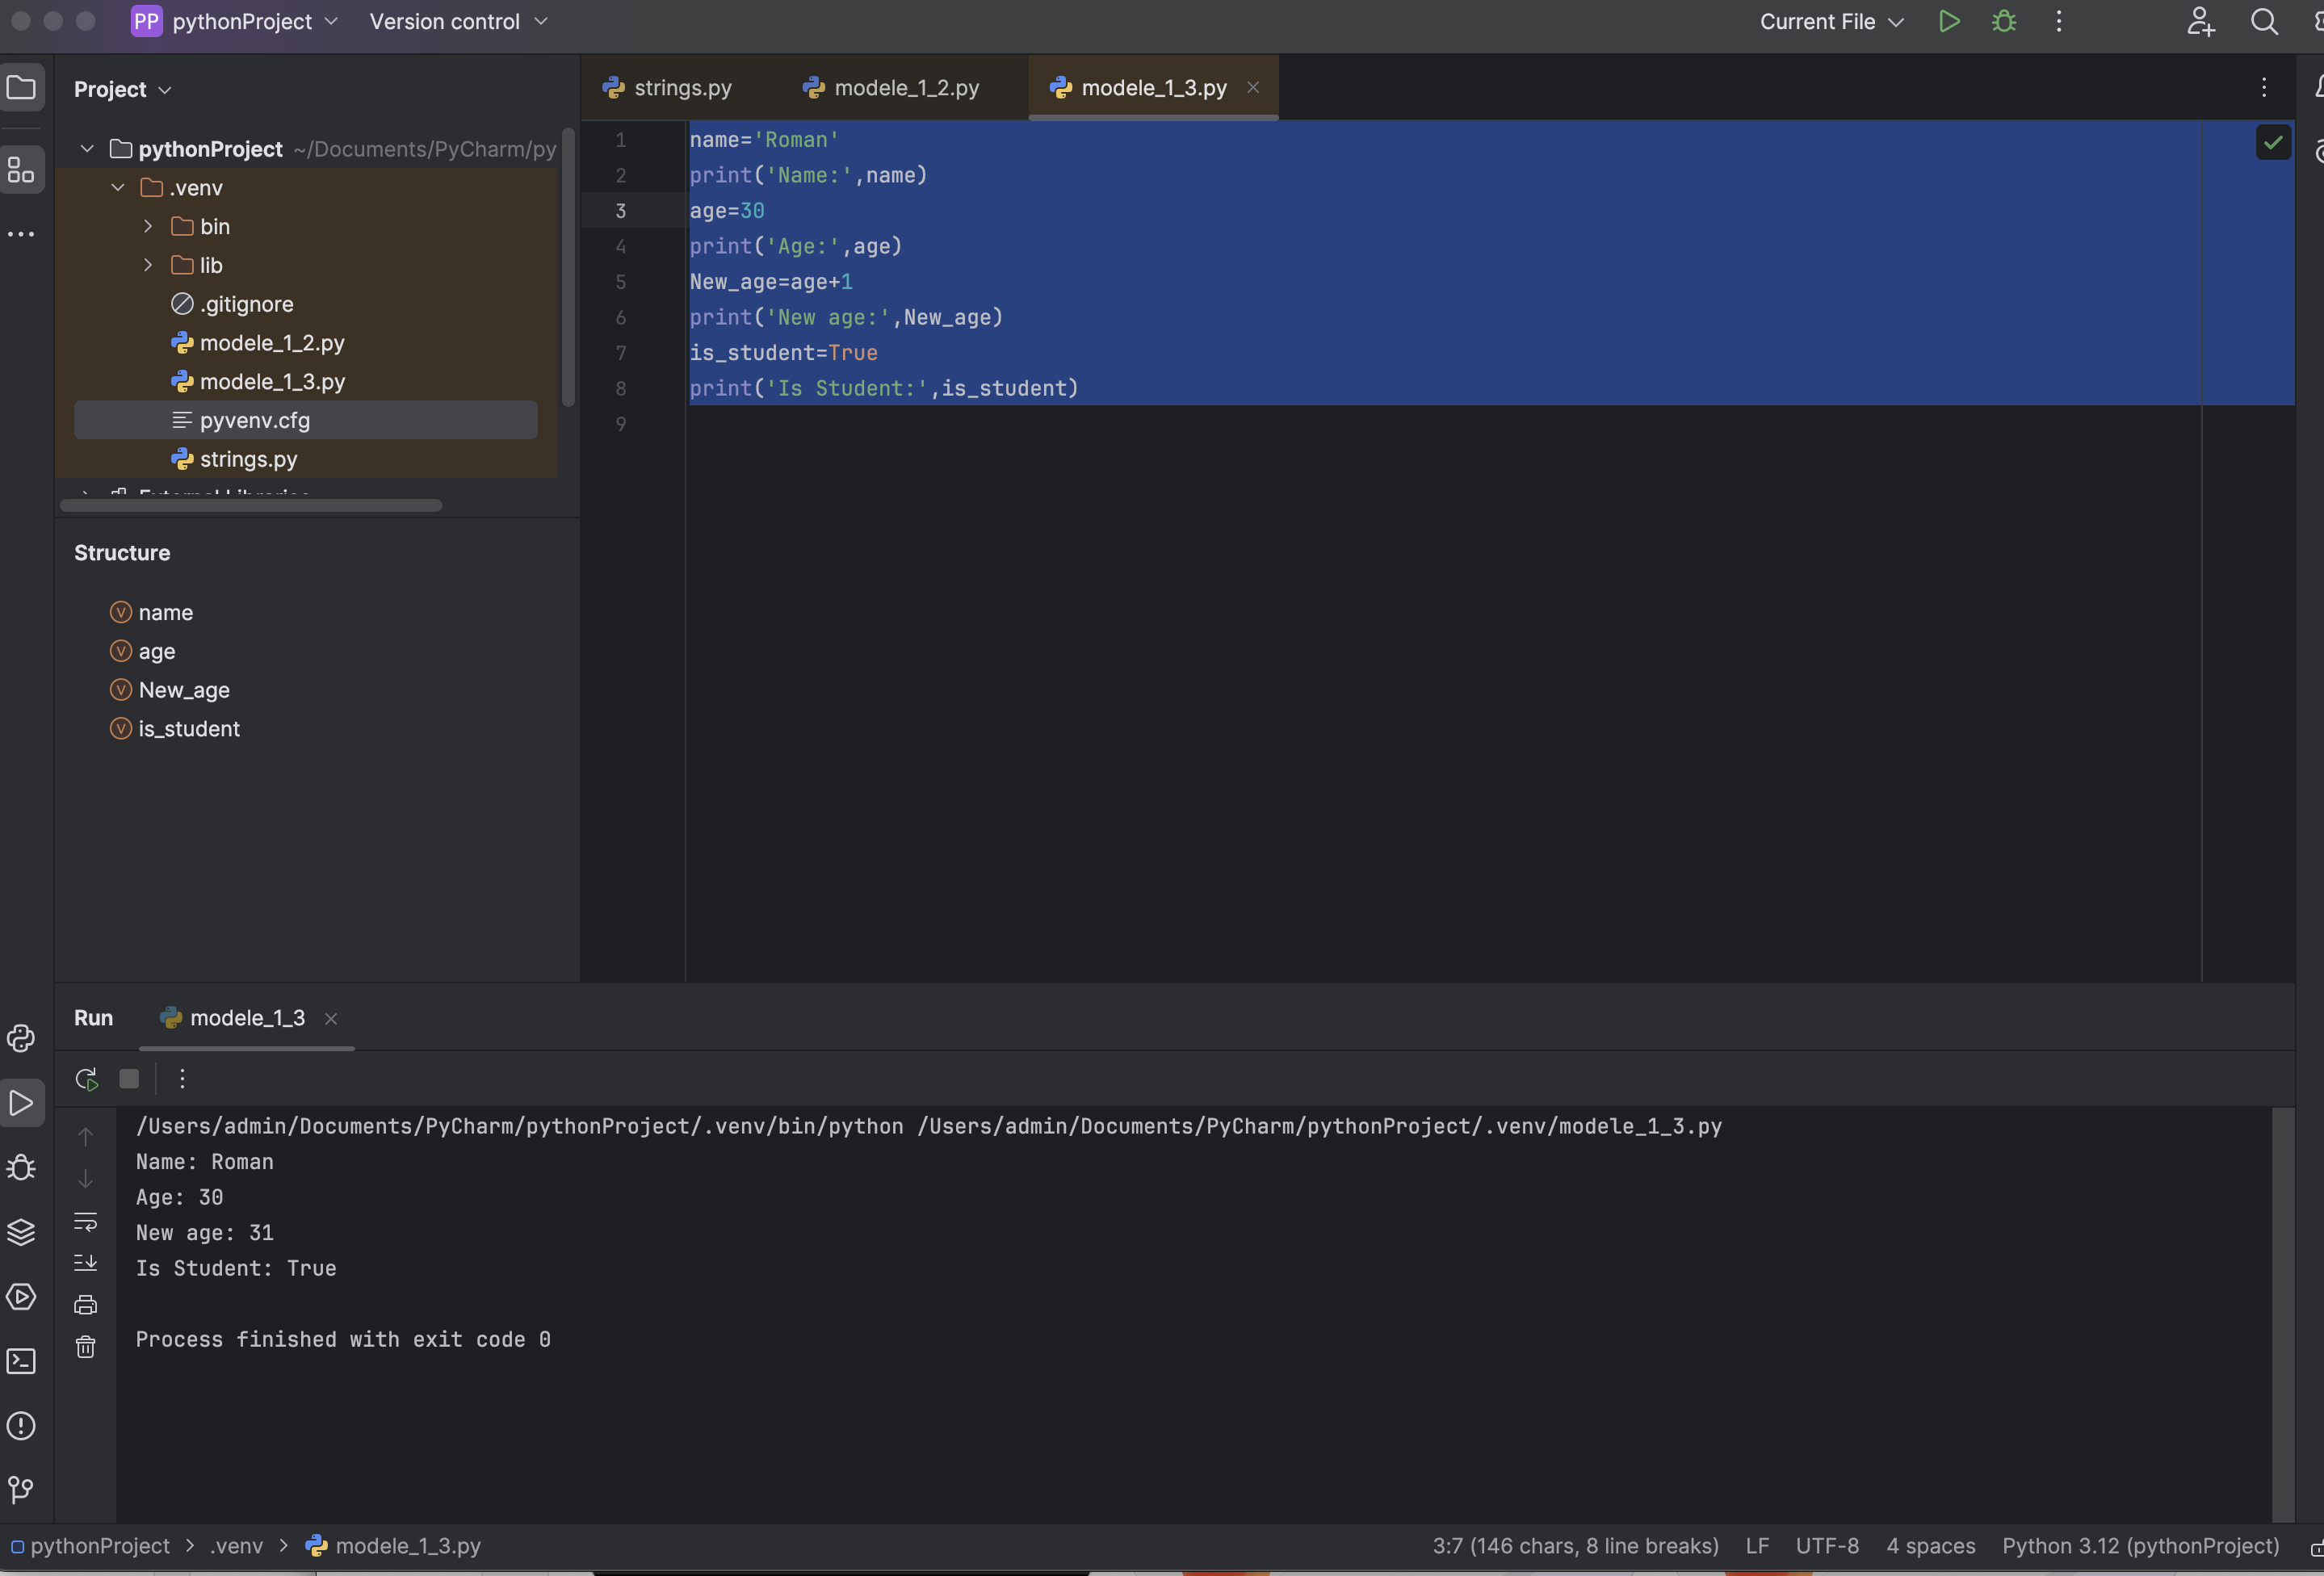 PP pythonProject Version control Current File
Project
strings.py modele_1_2.py modele_1_3.py
pythonProject ~/Documents/PyCharm/py
.venv
bin
lib
.gitignore
modele_1_2.py
modele_1_3.py
pyvenv.cfg
strings.py
External Libraries
1 name='Roman'
2 print('Name:',name)
3 age=30
4 print('Age:',age)
5 New_age=age+1
6 print('New age:',New_age)
7 is_student=True
8 print('Is Student:',is_student)
9
Structure
V name
V age
V New_age
V is_student
Run modele_1_3
/Users/admin/Documents/PyCharm/pythonProject/.venv/bin/python /Users/admin/Documents/PyCharm/pythonProject/.venv/modele_1_3.py
Name: Roman
Age: 30
New age: 31
Is Student: True
Process finished with exit code 0
pythonProject > .venv > modele_1_3.py 3:7 (146 chars, 8 line breaks) LF UTF-8 4 spaces Python 3.12 (pythonProject)